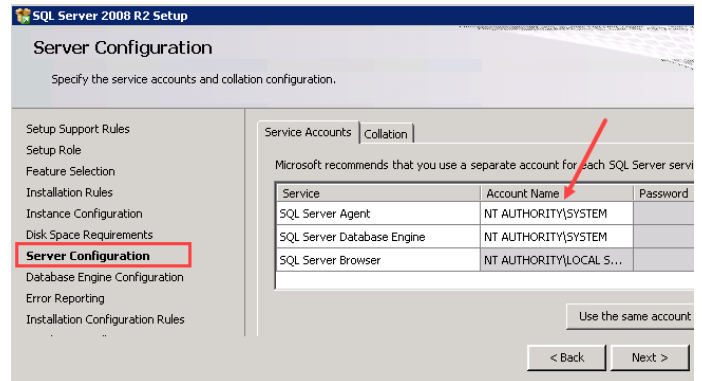 SQL Server 2008 R2 Setup
Server Configuration
Specify the service accounts and collation configuration.
Setup Support Rules
Setup Role
Feature Selection
Installation Rules
Instance Configuration
Disk Space Requirements
Server Configuration
Database Engine Configuration
Error Reporting
Installation Configuration Rules
Service Accounts Collation
Microsoft recommends that you use a separate account for each SQL Server servi
Service Account Name Password
SQL Server Agent NT AUTHORITY\SYSTEM
SQL Server Database Engine NT AUTHORITY\SYSTEM
SQL Server Browser NT AUTHORITY\LOCAL S...
Use the same account
< Back Next >